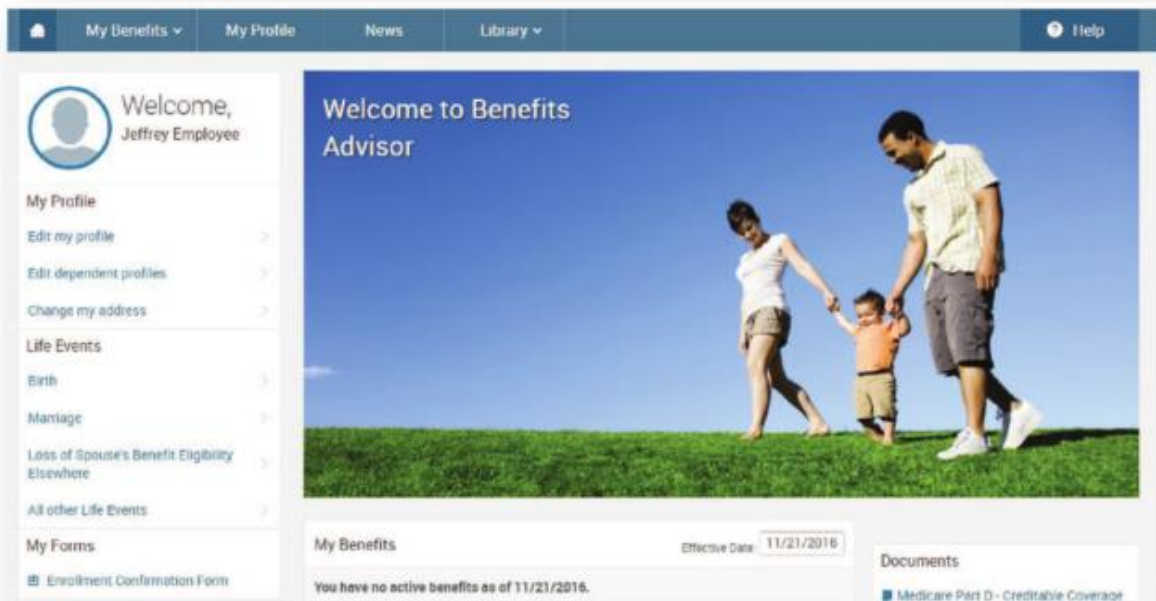 My Benefits
My Profile
News
Library
Help
Welcome,
Jeffrey Employee
My Profile
Edit my profile
Edit dependent profiles
Change my address
Life Events
Birth
Marriage
Loss of Spouse's Benefit Eligibility
Elsewhere
All other Life Events
My Forms
Enrollment Confirmation Form
Welcome to Benefits
Advisor
My Benefits
Effective Date 11/21/2016
You have no active benefits as of 11/21/2016.
Documents
Medicare Part D - Creditable Coverage